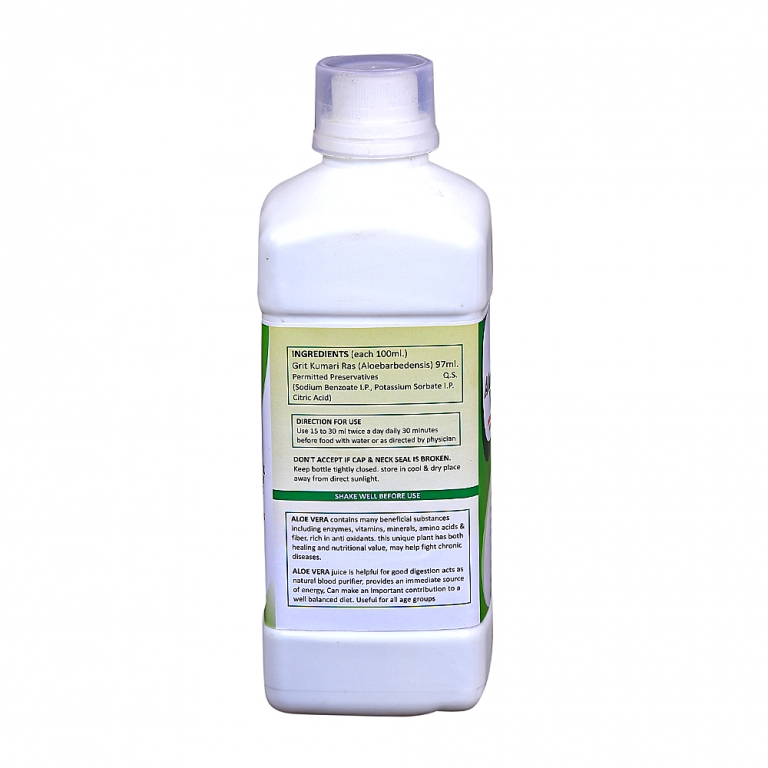 INGREDIENTS (each 100ml.)
Grit Kumari Ras (Aloebarbedensis) 97ml.
Permitted Preservatives Q.S.
(Sodium Benzoate I.P., Potassium Sorbate I.P.
Citric Acid)
DIRECTION FOR USE
Use 15 to 30 ml twice a day daily 30 minutes
before food with water or as directed by physician
DON'T ACCEPT IF CAP & NECK SEAL IS BROKEN.
Keep bottle tightly closed. store in cool & dry place
away from direct sunlight.
SHAKE WELL BEFORE USE
ALOE VERA contains many beneficial substances
including enzymes, vitamins, minerals, amino acids &
fiber, rich in anti oxidants. this unique plant has both
healing and nutritional value, may help fight chronic
diseases.
ALOE VERA juice is helpful for good digestion acts as
natural blood purifier, provides an immediate source
of energy, Can make an important contribution to a
well balanced diet. Useful for all age groups